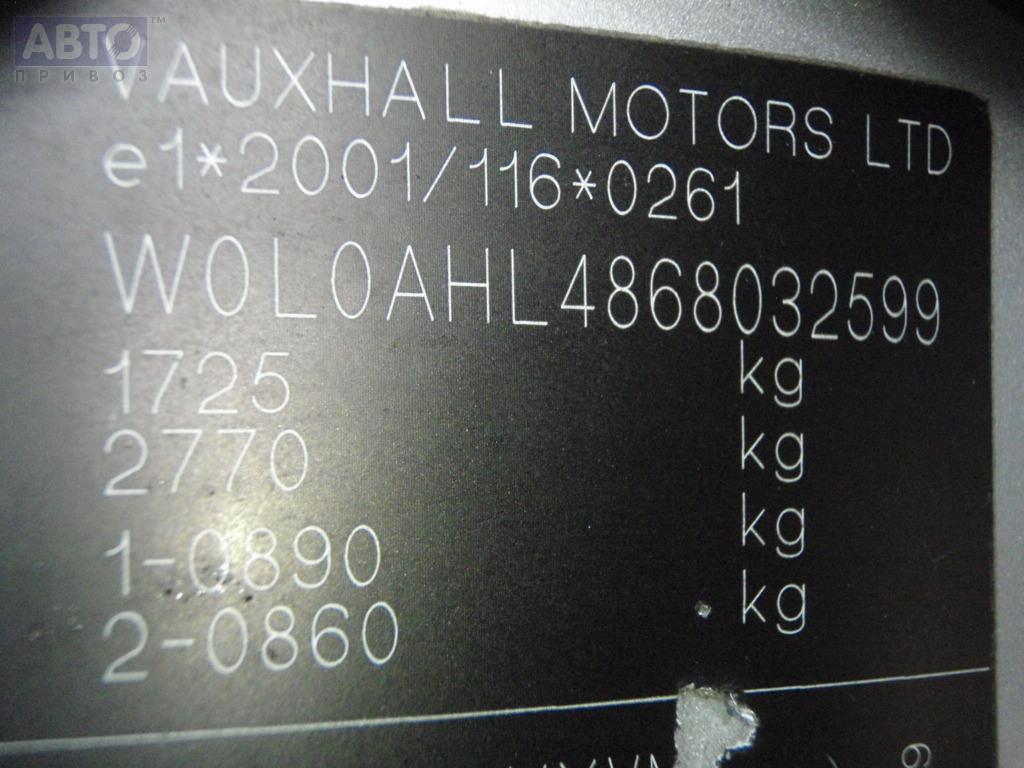 АВТО™
ПРИВОЗ
VAUXHALL MOTORS LTD
e1*2001/116*0261
W0L0AHL4868032599
1725 kg
2770 kg
1-0890 kg
2-0860 kg